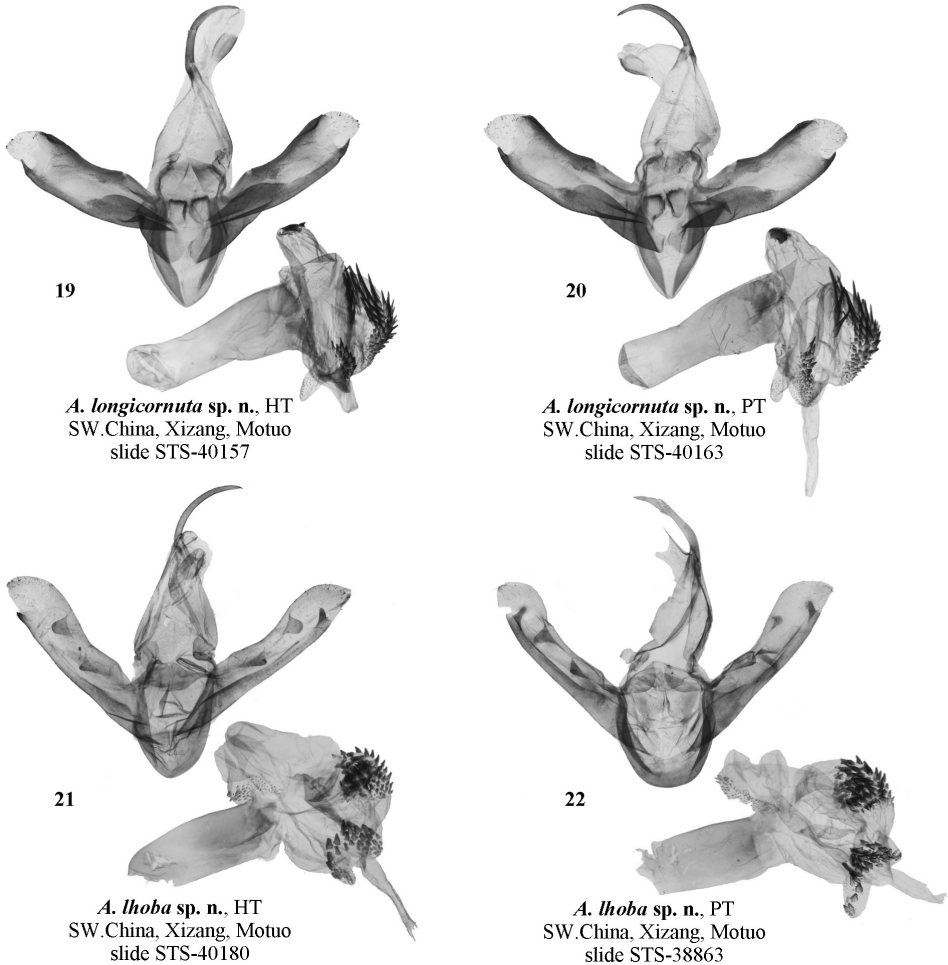 19
A. longicornuta sp. n., HT
SW.China, Xizang, Motuo
slide STS-40157
20
A. longicornuta sp. n., PT
SW.China, Xizang, Motuo
slide STS-40163
21
A. lhoba sp. n., HT
SW.China, Xizang, Motuo
slide STS-40180
22
A. lhoba sp. n., PT
SW.China, Xizang, Motuo
slide STS-38863